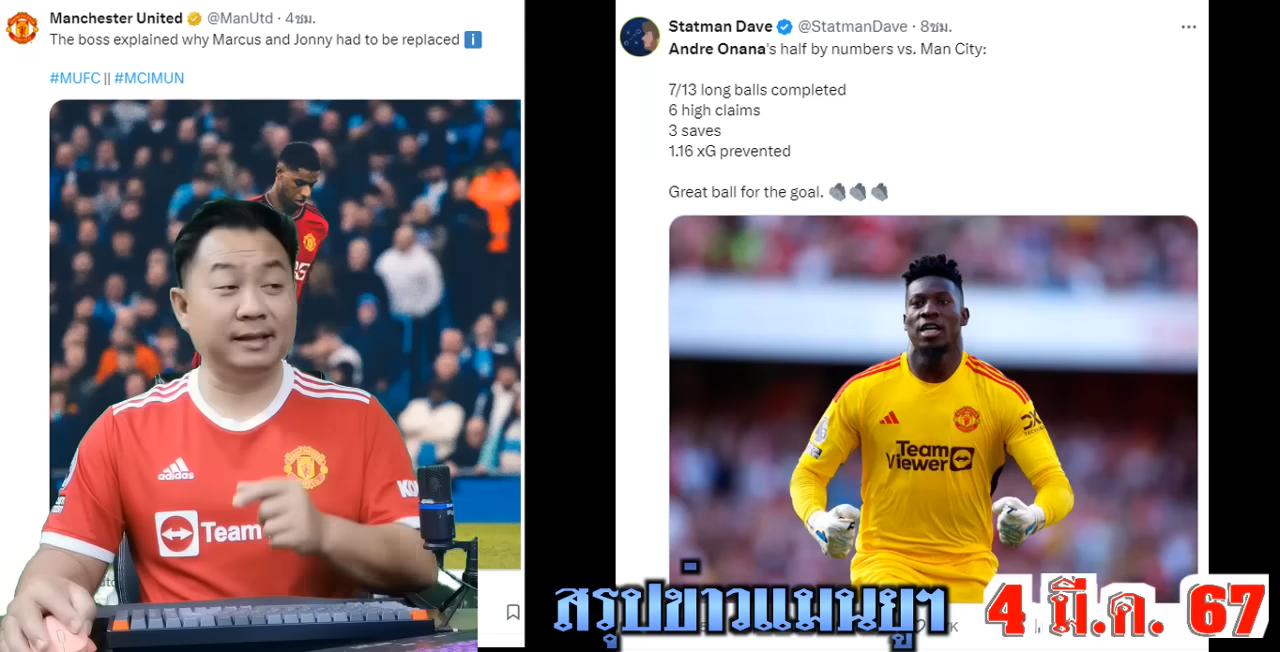 Manchester United @ManUtd · 4ชม.
The boss explained why Marcus and Jonny had to be replaced ℹ️
#MUFC || #MCIMUN
Statman Dave @StatmanDave · 8ชม.
Andre Onana's half by numbers vs. Man City:
7/13 long balls completed
6 high claims
3 saves
1.16 xG prevented
Great ball for the goal. 🪨🪨🪨
adidas
Team
Team
Viewer
สรุปข่าวแมนยูฯ 4 มี.ค. 67